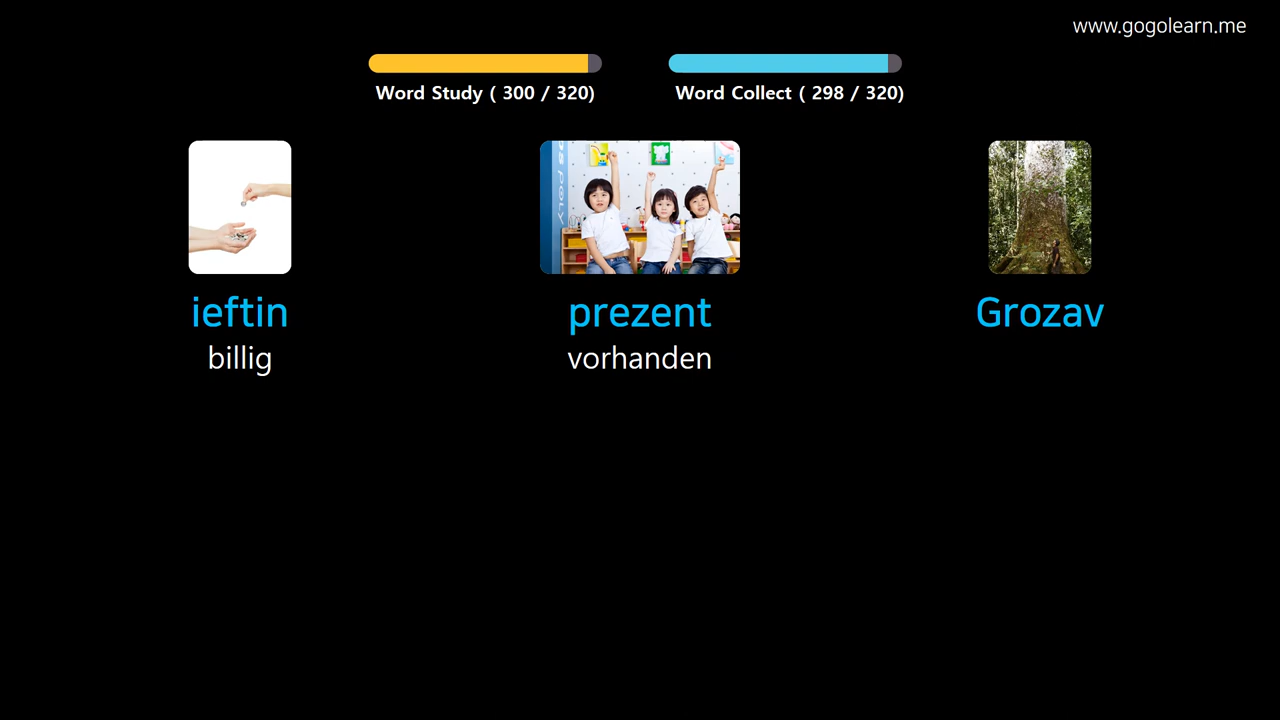 www.gogolearn.me
Word Study ( 300 / 320)
Word Collect ( 298 / 320)
ieftin
prezent
Grozav
billig
vorhanden